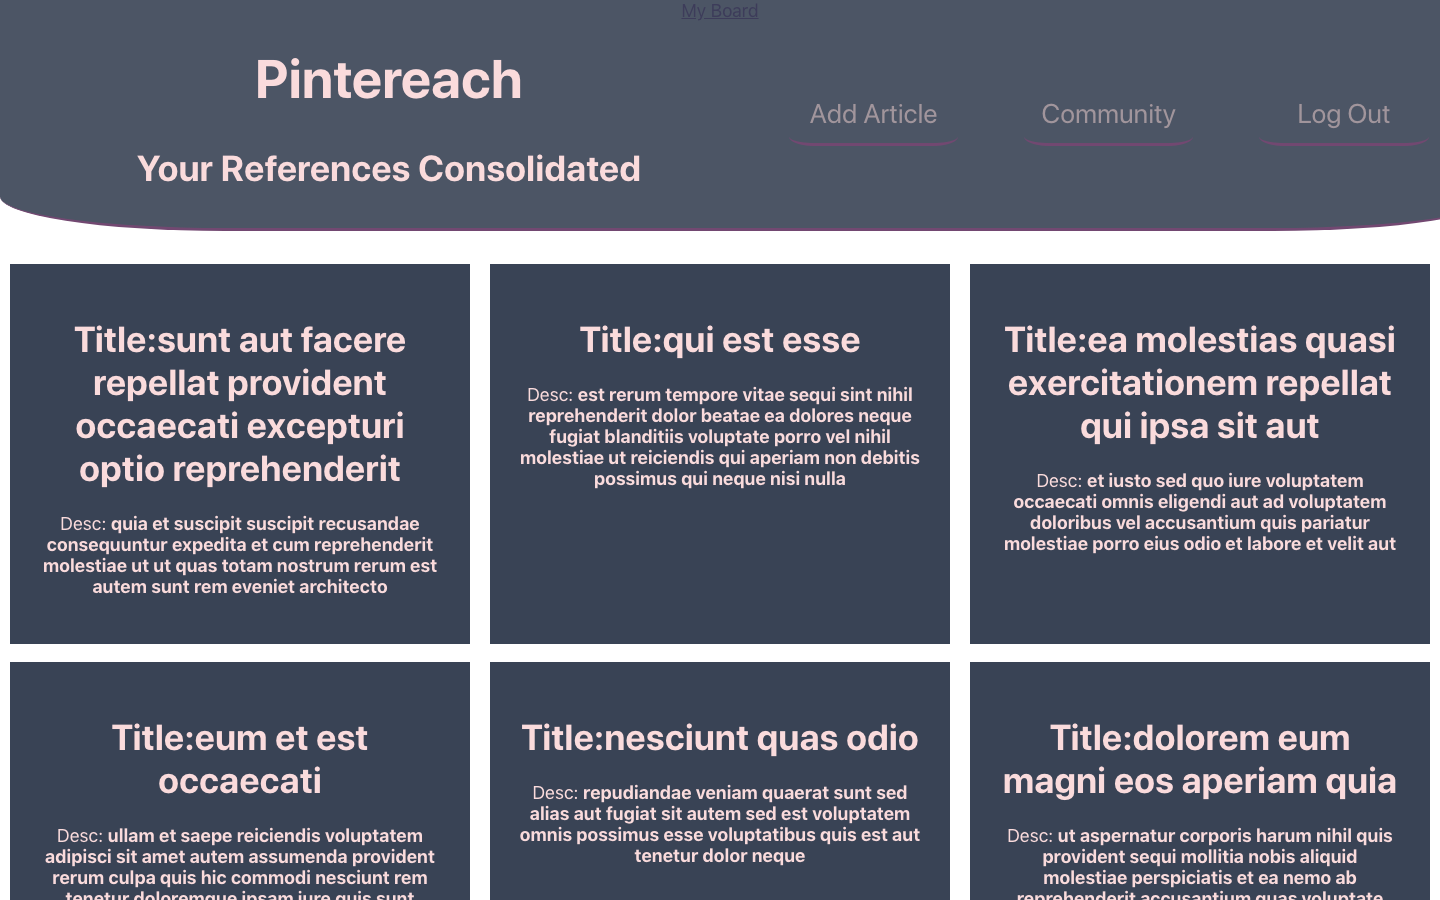 My Board
Pintereach
Your References Consolidated
Add Article
Community
Log Out
Title:sunt aut facere
repellat provident
occaecati excepturi
optio reprehenderit
Desc: quia et suscipit suscipit recusandae
consequuntur expedita et cum reprehenderit
molestiae ut ut quas totam nostrum rerum est
autem sunt rem eveniet architecto
Title:qui est esse
Desc: est rerum tempore vitae sequi sint nihil
reprehenderit dolor beatae ea dolores neque
fugiat blanditiis voluptate porro vel nihil
molestiae ut reiciendis qui aperiam non debitis
possimus qui neque nisi nulla
Title:ea molestias quasi
exercitationem repellat
qui ipsa sit aut
Desc: et iusto sed quo iure voluptatem
occaecati omnis eligendi aut ad voluptatem
doloribus vel accusantium quis pariatur
molestiae porro eius odio et labore et velit aut
Title:eum et est
occaecati
Desc: ullam et saepe reiciendis voluptatem
adipisci sit amet autem assumenda provident
rerum culpa quis hic commodi nesciunt rem
tenetur doloremque ipsam iure quis sunt
Title:nesciunt quas odio
Desc: repudiandae veniam quaerat sunt sed
alias aut fugiat sit autem sed est voluptatem
omnis possimus esse voluptatibus quis est aut
tenetur dolor neque
Title:dolorem eum
magni eos aperiam quia
Desc: ut aspernatur corporis harum nihil quis
provident sequi mollitia nobis aliquid
molestiae perspiciatis et ea nemo ab
reprehenderit accusantium quas voluptate